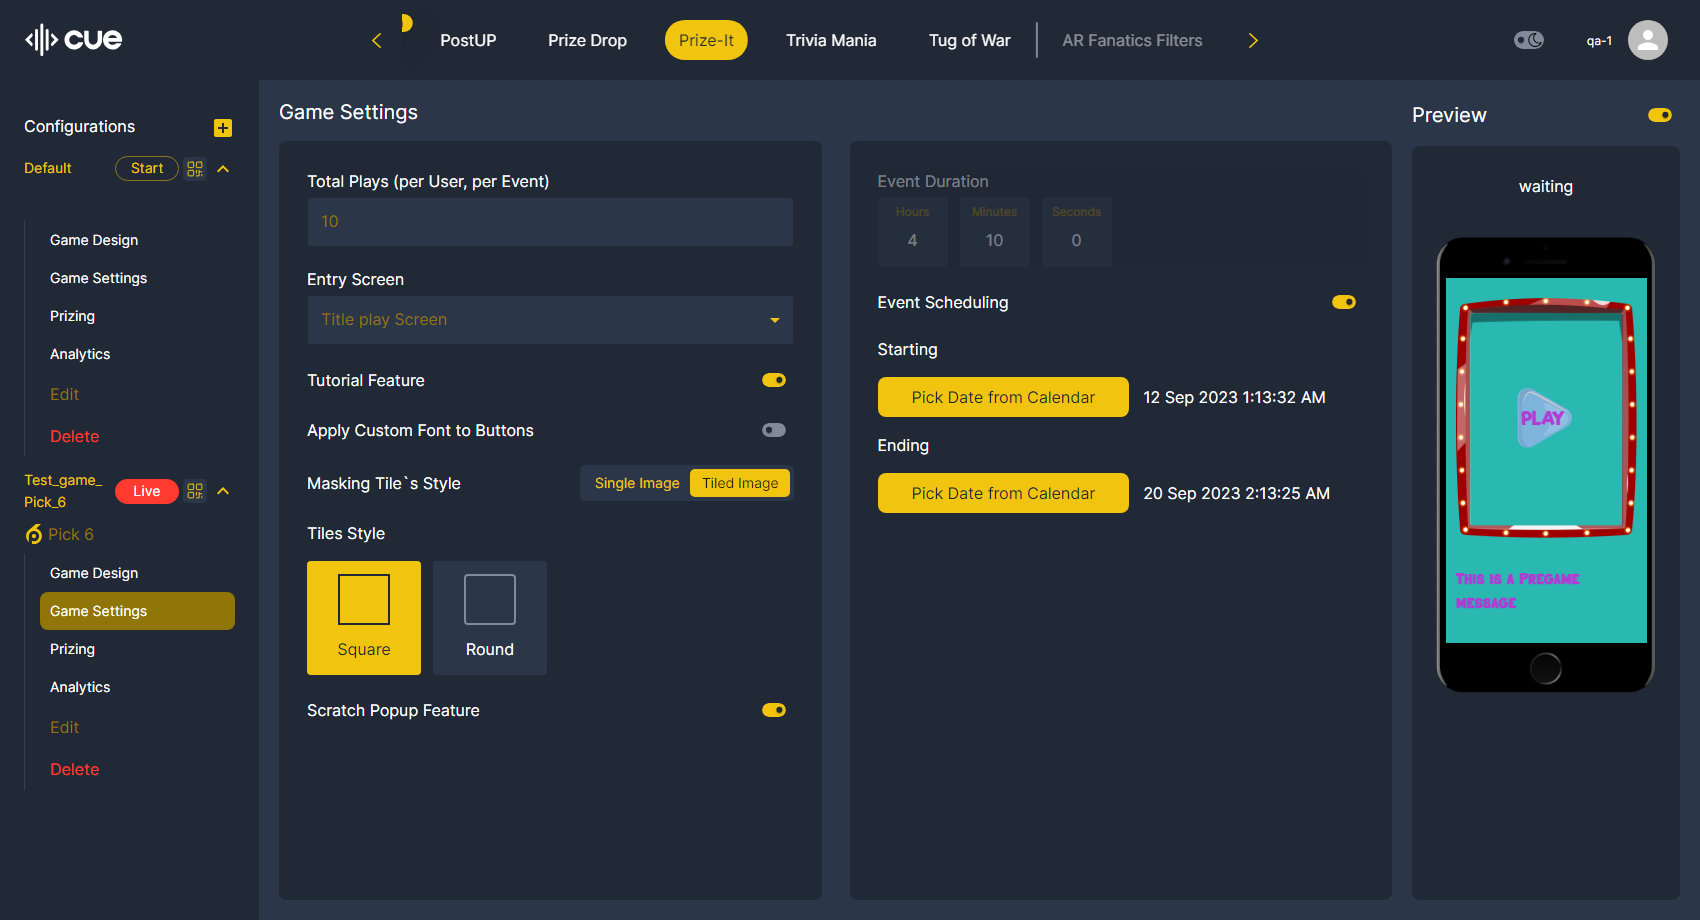 cue
PostUP
Prize Drop
Prize-It
Trivia Mania
Tug of War
AR Fanatics Filters
qa-1
Configurations
Default
Start
Game Design
Game Settings
Prizing
Analytics
Edit
Delete
Test_game_
Pick_6
Live
Pick 6
Game Design
Game Settings
Prizing
Analytics
Edit
Delete
Game Settings
Total Plays (per User, per Event)
10
Entry Screen
Title play Screen
Tutorial Feature
Apply Custom Font to Buttons
Masking Tile`s Style
Single Image
Tiled Image
Tiles Style
Square
Round
Scratch Popup Feature
Event Duration
Hours
Minutes
Seconds
4
10
0
Event Scheduling
Starting
Pick Date from Calendar
12 Sep 2023 1:13:32 AM
Ending
Pick Date from Calendar
20 Sep 2023 2:13:25 AM
Preview
waiting
PLAY
This is a Pregame
message